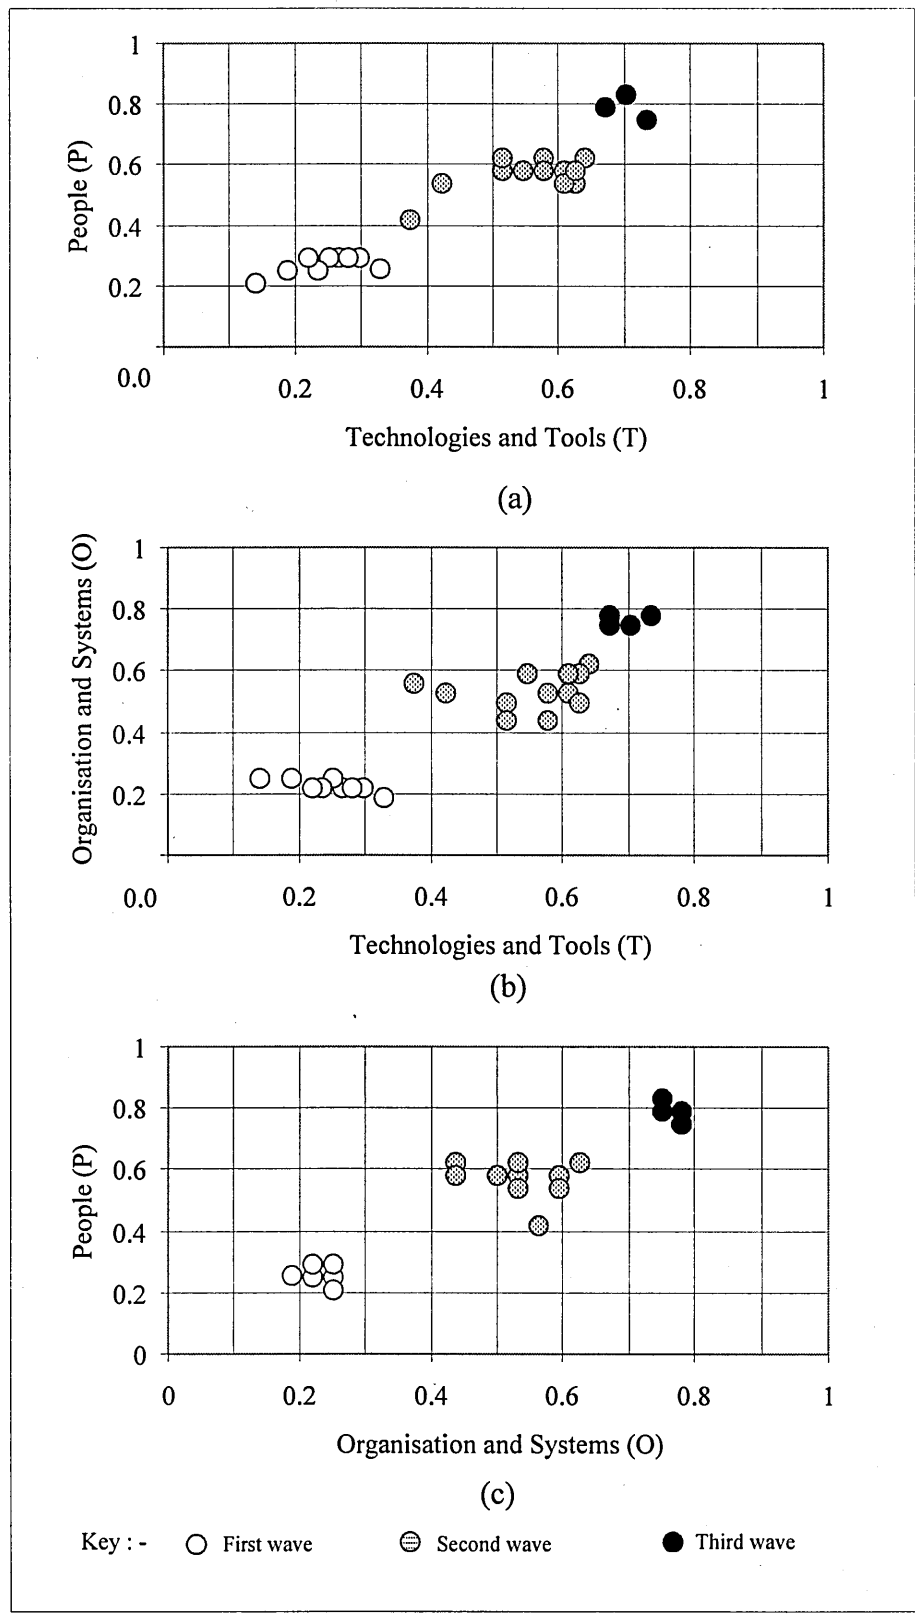 1
0.8
0.6
0.4
0.2
0.0
People (P)
0.2 0.4 0.6 0.8 1
Technologies and Tools (T)
(a)
1
0.8
0.6
0.4
0.2
0.0
Organisation and Systems (O)
0.2 0.4 0.6 0.8 1
Technologies and Tools (T)
(b)
1
0.8
0.6
0.4
0.2
0
People (P)
0 0.2 0.4 0.6 0.8 1
Organisation and Systems (O)
(c)
Key : - First wave Second wave Third wave